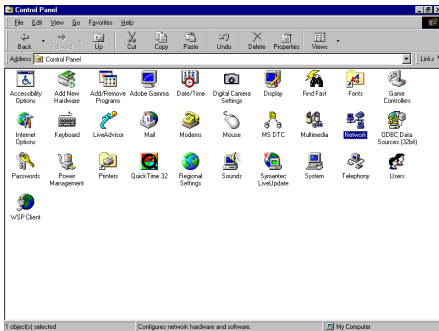 Control Panel
File Edit View Go Favorites Help
Back Forward Up Cut Copy Paste Undo Delete Properties Views
Address Control Panel Links
Accessibility Options
Add New Hardware
Add/Remove Programs
Adobe Gamma
Date/Time
Digital Camera Settings
Display
Find Fast
Fonts
Game Controllers
Internet Options
Keyboard
LiveAdvisor
Mail
Modems
Mouse
MS DTC
Multimedia
Network
ODBC Data Sources (32bit)
Passwords
Power Management
Printers
QuickTime 32
Regional Settings
Sounds
Symantec LiveUpdate
System
Telephony
Users
WSP Client
1 object(s) selected Configures network hardware and software. My Computer